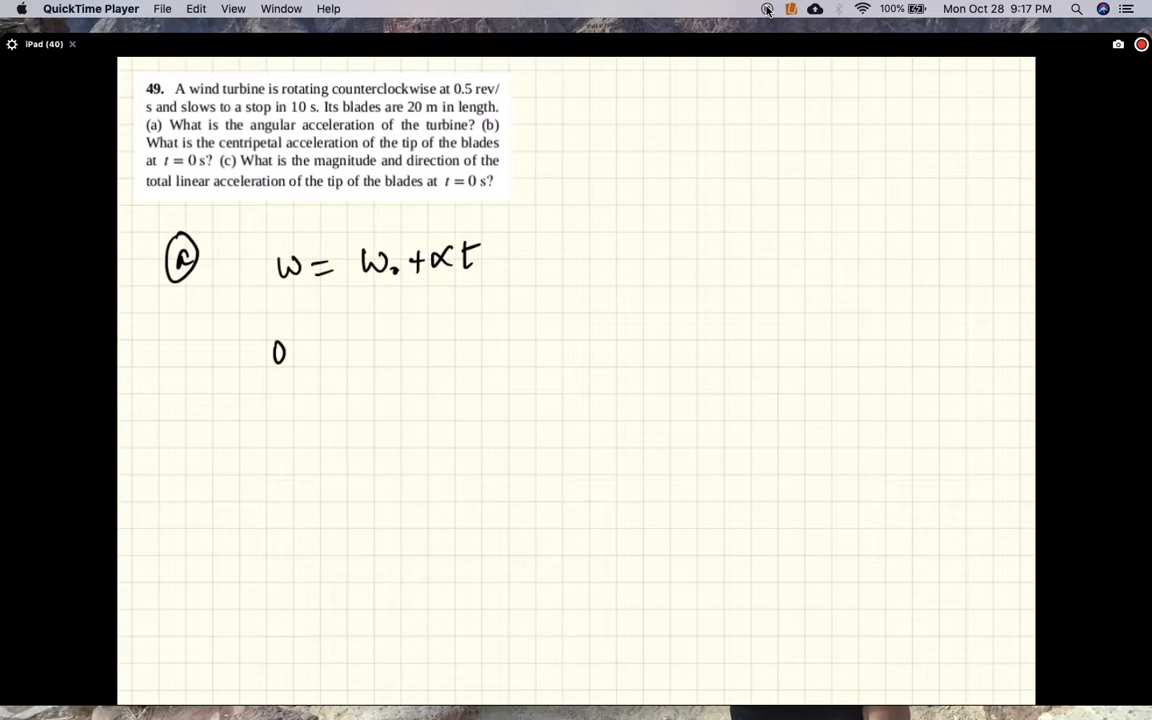 QuickTime Player File Edit View Window Help 100% Mon Oct 28 9:17 PM
iPad (40)
49. A wind turbine is rotating counterclockwise at 0.5 rev/
s and slows to a stop in 10 s. Its blades are 20 m in length.
(a) What is the angular acceleration of the turbine? (b)
What is the centripetal acceleration of the tip of the blades
at t = 0 s? (c) What is the magnitude and direction of the
total linear acceleration of the tip of the blades at t = 0 s?
a ω = ω₀ + αt
0